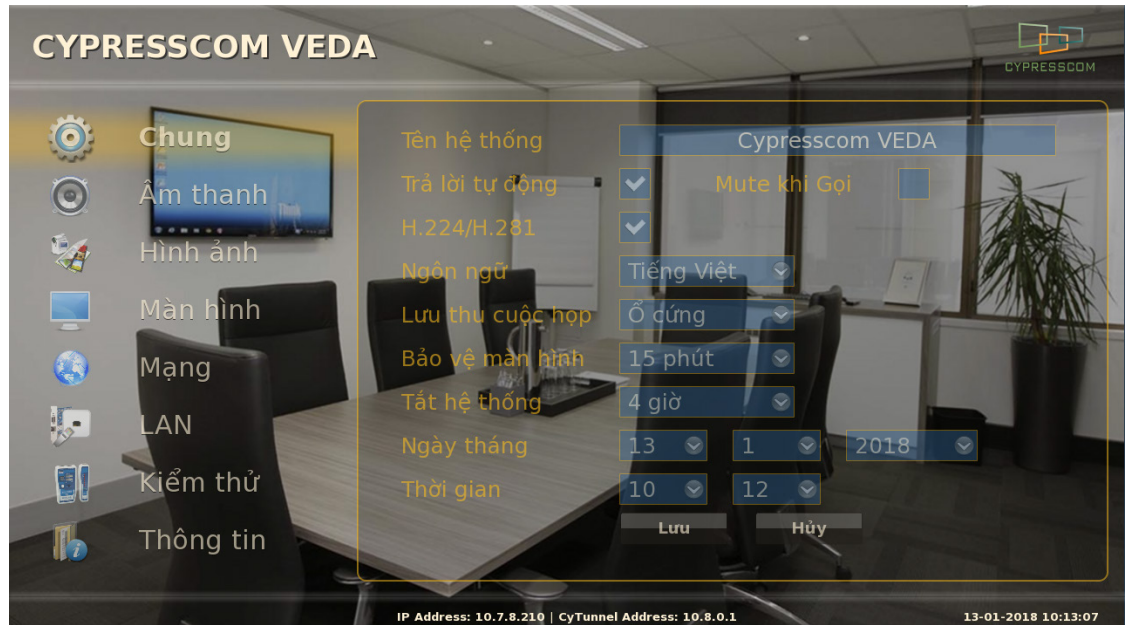 CYPRESSCOM VEDA
CYPRESSCOM
Chung
Âm thanh
Hình ảnh
Màn hình
Mạng
LAN
Kiểm thử
Thông tin
Tên hệ thống Cypresscom VEDA
Trả lời tự động Mute khi Gọi
H.224/H.281
Ngôn ngữ Tiếng Việt
Lưu thu cuộc họp Ổ cứng
Bảo vệ màn hình 15 phút
Tắt hệ thống 4 giờ
Ngày tháng 13 1 2018
Thời gian 10 12
Lưu Hủy
IP Address: 10.7.8.210 | CyTunnel Address: 10.8.0.1 13-01-2018 10:13:07